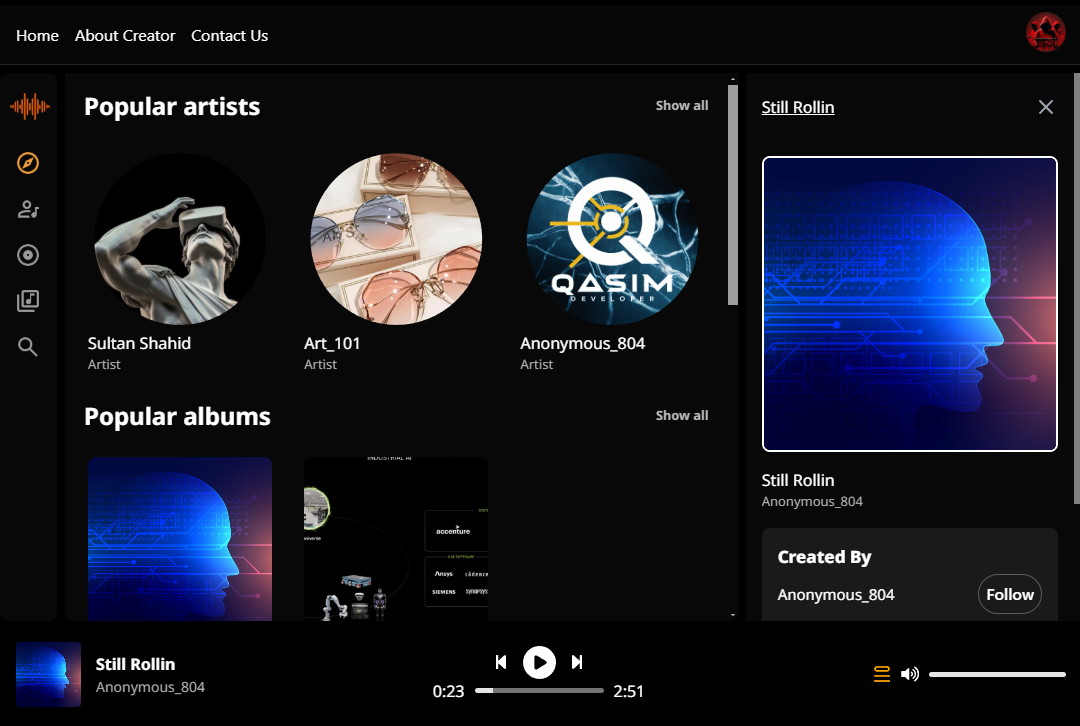 Home About Creator Contact Us
Popular artists
Show all
Still Rollin
QASIM
DEVELOPER
Sultan Shahid
Artist
Art_101
Artist
Anonymous_804
Artist
Popular albums
Show all
INDUSTRIAL AI
accenture
Ansys cadence
SIEMENS synopsys
Still Rollin
Anonymous_804
Created By
Anonymous_804
Follow
Still Rollin
Anonymous_804
0:23
2:51